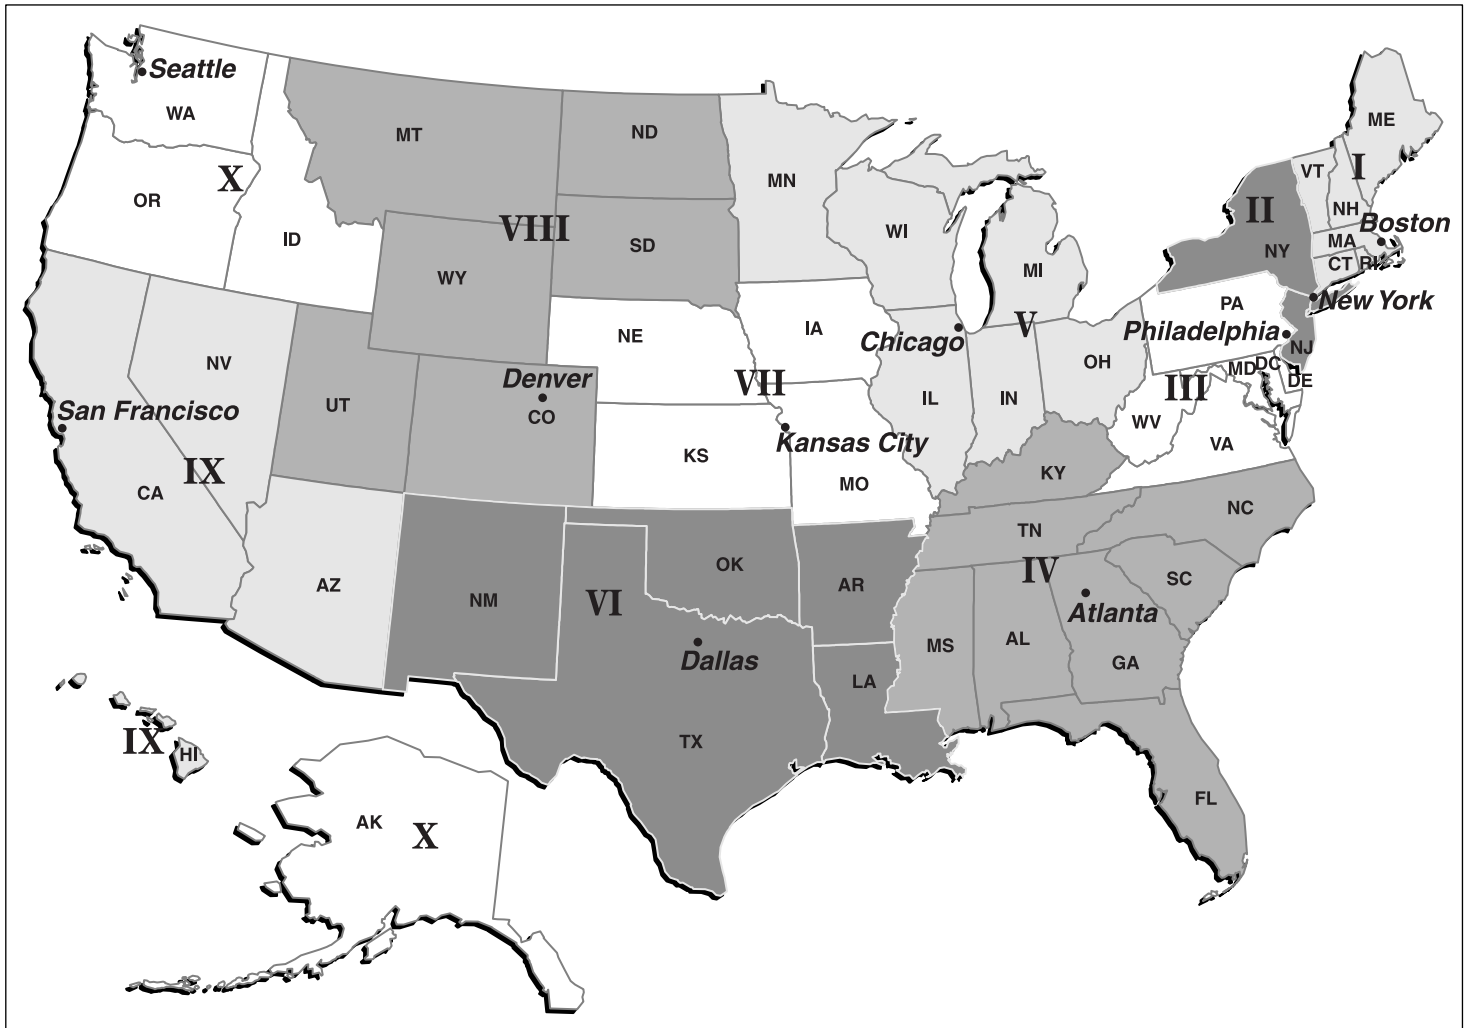 Seattle
WA
MT
ND
ME
MN
VT
I
X
OR
NH
II
Boston
VIII
WI
ID
SD
MA
NY
CT
RI
MI
WY
PA
New York
V
IA
NE
Chicago
Philadelphia
NJ
NV
OH
MD
DC
DE
Denver
VII
III
UT
IL
IN
CO
San Francisco
WV
Kansas City
VA
KS
IX
KY
MO
CA
NC
TN
OK
IV
SC
AZ
AR
NM
VI
Atlanta
AL
MS
Dallas
GA
LA
IX
TX
HI
FL
AK
X